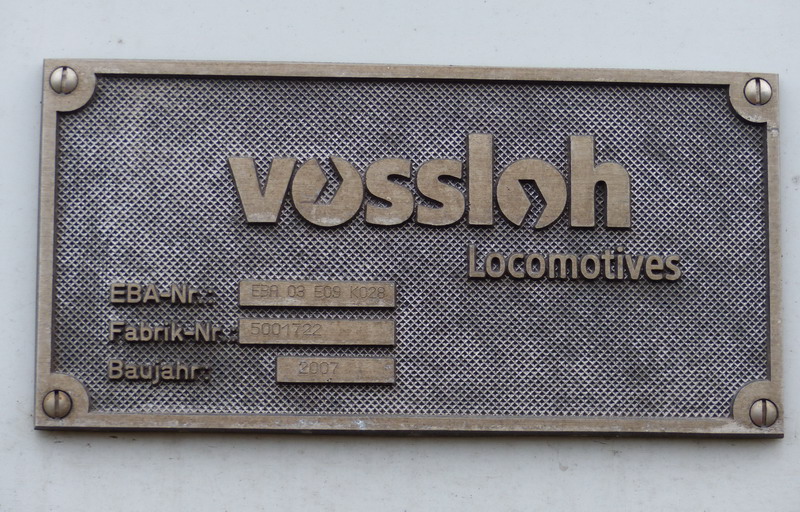 vossloh
Locomotives
EBA-Nr.: EBA 03 E09 K028
Fabrik-Nr.: 5001722
Baujahr: 2007